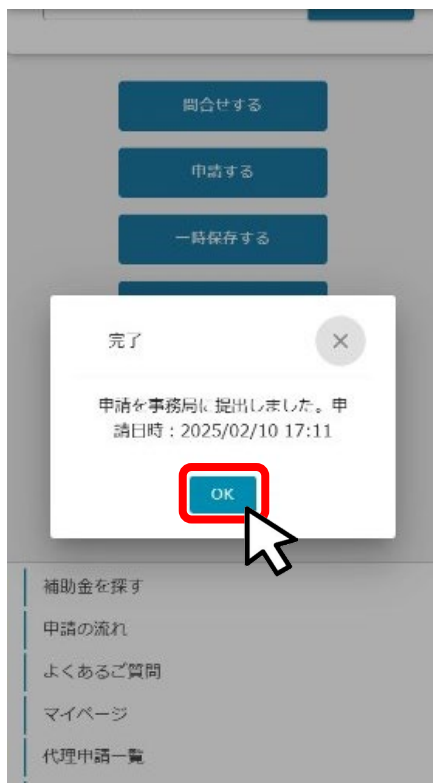 問合せする
申請する
一時保存する
完了
申請を事務局に提出しました。申
請日時：2025/02/10 17:11
OK
補助金を探す
申請の流れ
よくあるご質問
マイページ
代理申請一覧